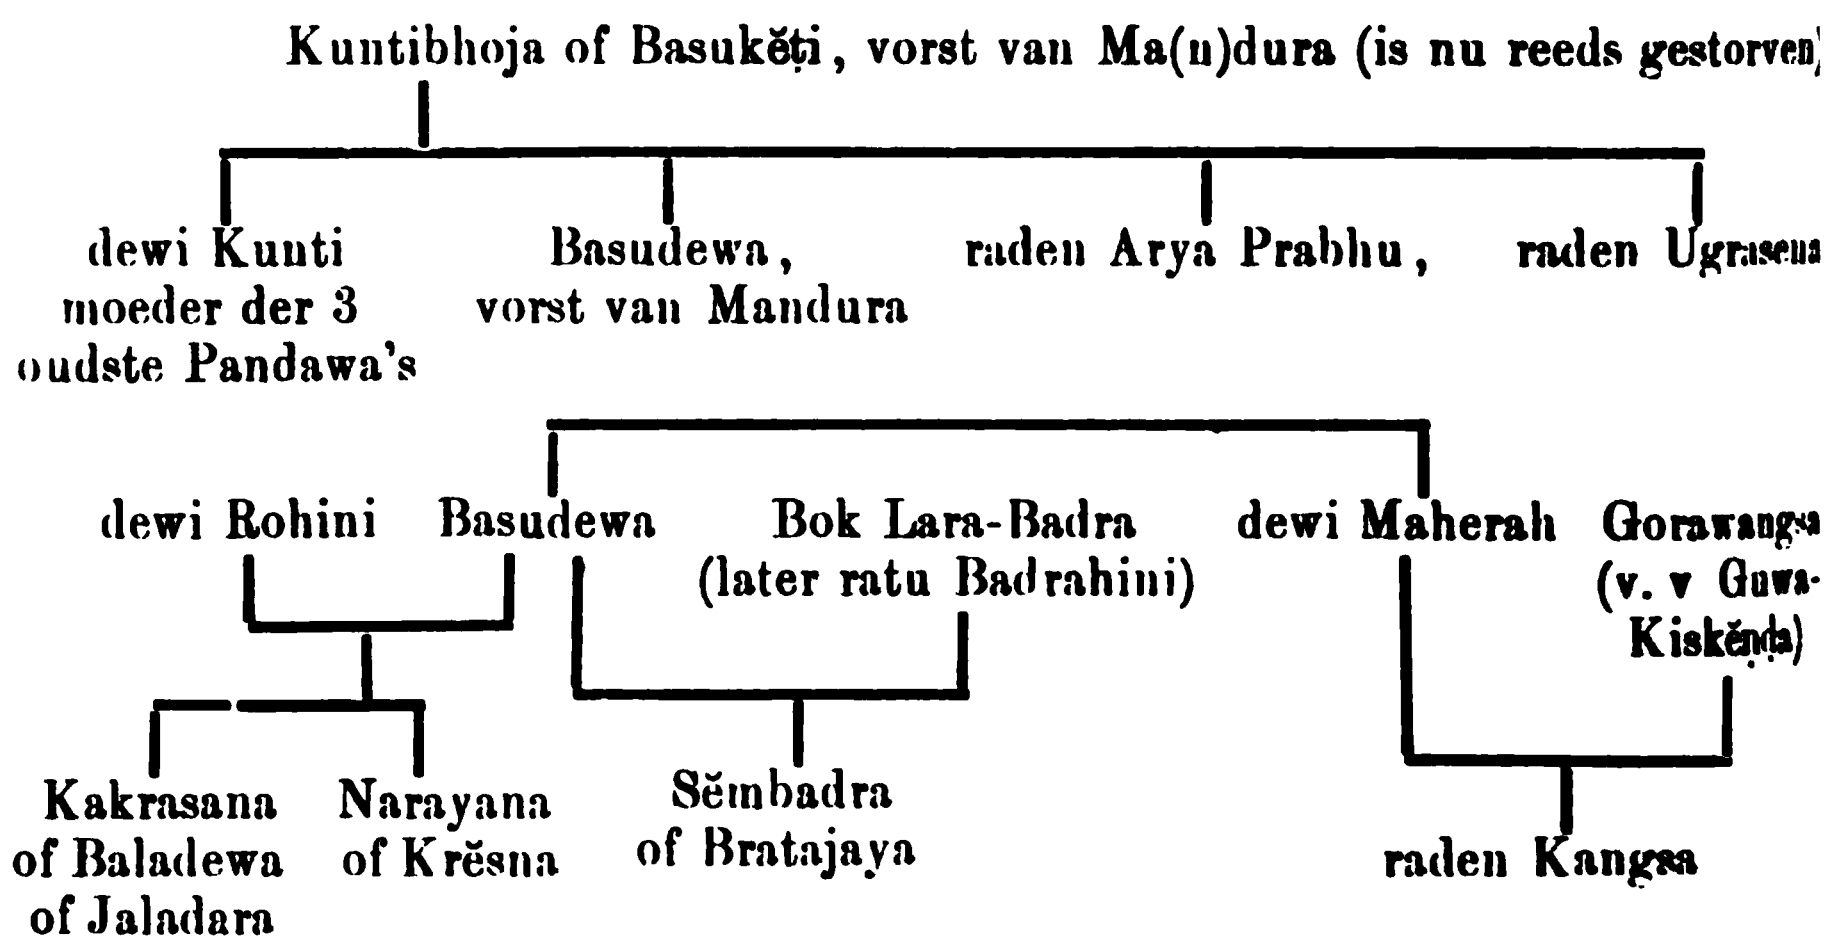 Kuntibhoja of Basukĕṭi, vorst van Ma(n)dura (is nu reeds gestorven)
dewi Kunti
moeder der 3
oudste Pandawa's
Basudewa,
vorst van Mandura
raden Arya Prabhu,
raden Ugrasena
dewi Rohini
Basudewa
Bok Lara-Badra
(later ratu Badrahini)
dewi Maherah
Gorawangsa
(v. v Guwa-
Kiskĕnḍa)
Kakrasana
of Baladewa
of Jaladara
Narayana
of Krĕsna
Sĕmbadra
of Bratajaya
raden Kangsa